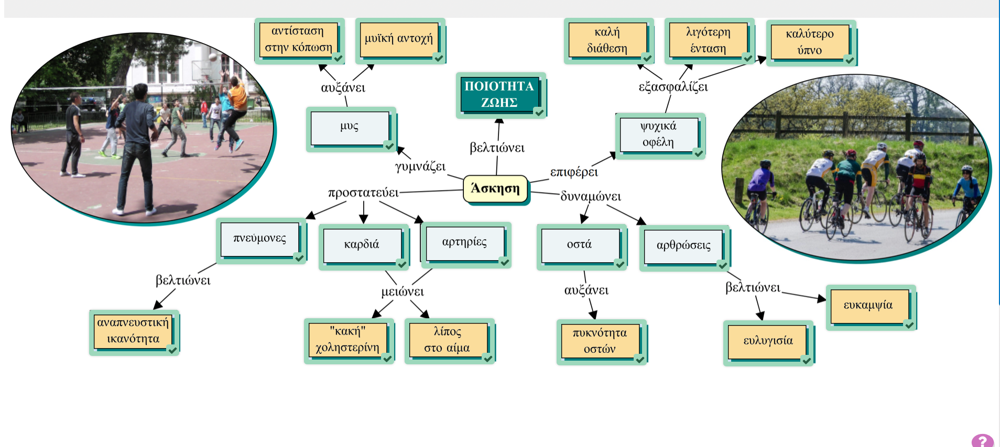 αντίσταση
στην κόπωση
μυϊκή αντοχή
καλή
διάθεση
λιγότερη
ένταση
καλύτερο
ύπνο
αυξάνει
εξασφαλίζει
ΠΟΙΟΤΗΤΑ
ΖΩΗΣ
μυς
ψυχικά
οφέλη
βελτιώνει
γυμνάζει
επιφέρει
Άσκηση
προστατεύει
δυναμώνει
πνεύμονες
καρδιά
αρτηρίες
οστά
αρθρώσεις
βελτιώνει
μειώνει
αυξάνει
βελτιώνει
αναπνευστική
ικανότητα
"κακή"
χοληστερίνη
λίπος
στο αίμα
πυκνότητα
οστών
ευλυγισία
ευκαμψία
?